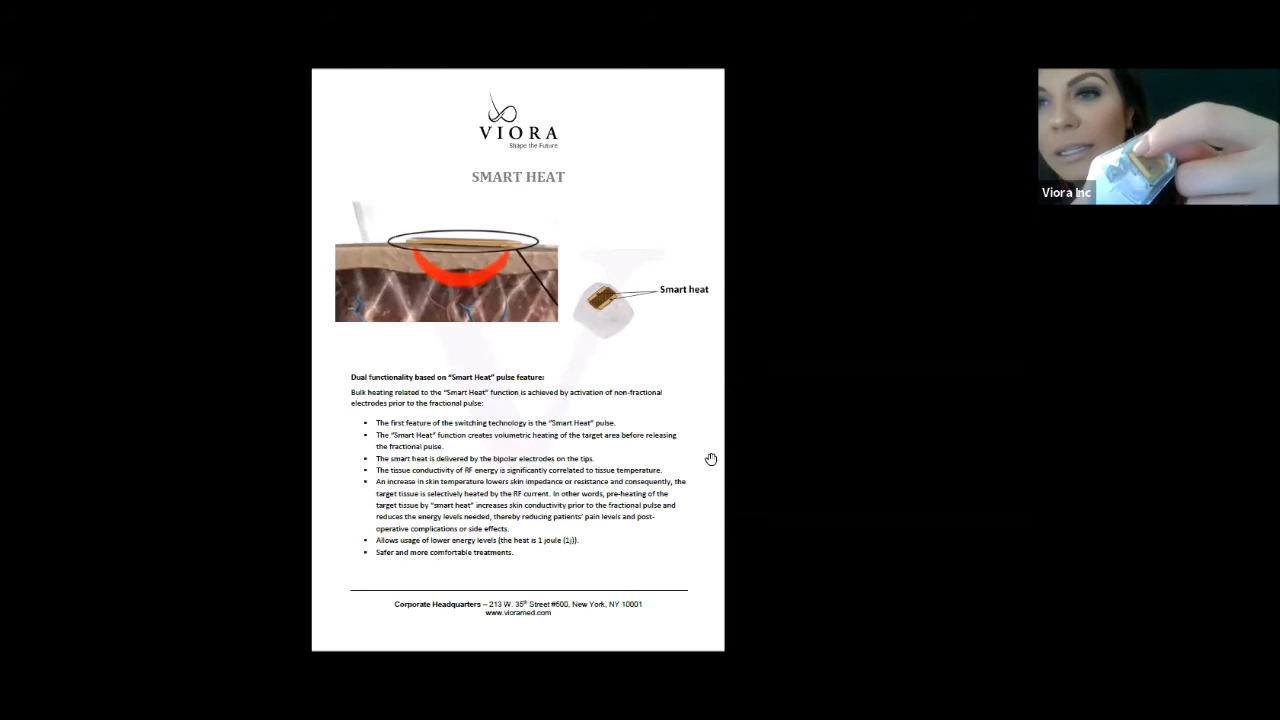 VIORA
Shape the Future
SMART HEAT
Smart heat
Dual functionality based on "Smart Heat" pulse feature:
Bulk heating related to the "Smart Heat" function is achieved by activation of non-fractional
electrodes prior to the fractional pulse:
▪ The first feature of the switching technology is the "Smart Heat" pulse.
▪ The "Smart Heat" function creates volumetric heating of the target area before releasing
the fractional pulse.
▪ The smart heat is delivered by the bipolar electrodes on the tips.
▪ The tissue conductivity of RF energy is significantly correlated to tissue temperature.
▪ An increase in skin temperature lowers skin impedance or resistance and consequently, the
target tissue is selectively heated by the RF current. In other words, pre-heating of the
target tissue by "smart heat" increases skin conductivity prior to the fractional pulse and
reduces the energy levels needed, thereby reducing patients' pain levels and post-
operative complications or side effects.
▪ Allows usage of lower energy levels (the heat is 1 joule (1j)).
▪ Safer and more comfortable treatments.
Corporate Headquarters – 213 W. 35th Street #500, New York, NY 10001
www.vioramed.com
Viora Inc